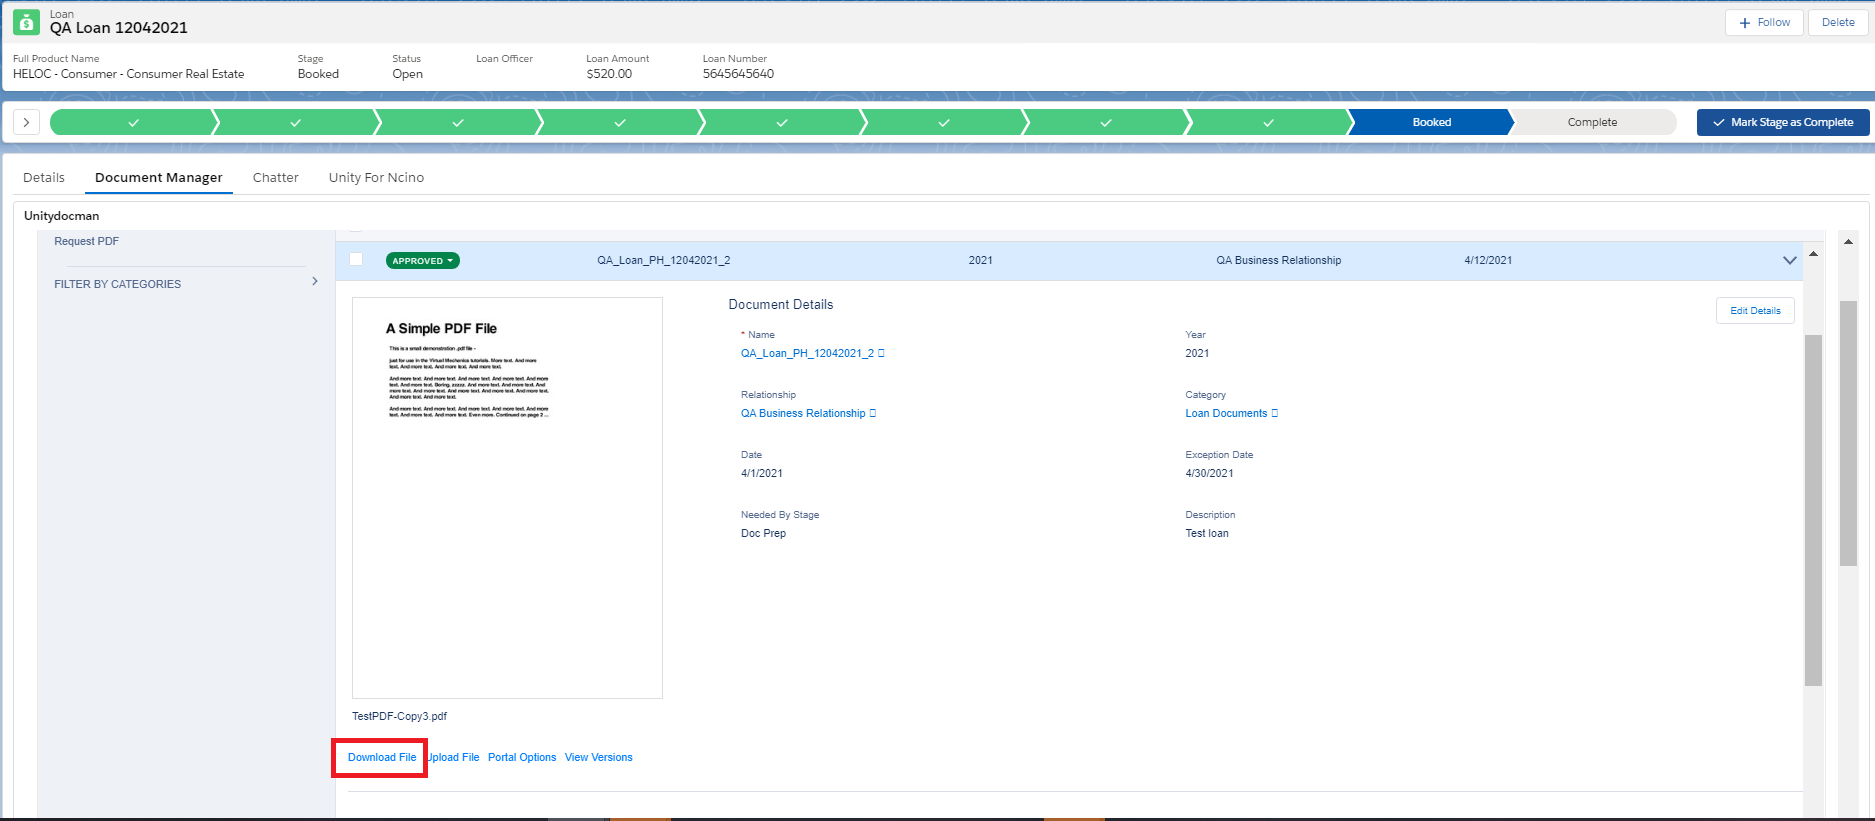 Loan
QA Loan 12042021
Follow
Delete
Full Product Name
HELOC - Consumer - Consumer Real Estate
Stage
Booked
Status
Open
Loan Officer
Loan Amount
$520.00
Loan Number
5645645640
Booked
Complete
Mark Stage as Complete
Details
Document Manager
Chatter
Unity For Ncino
Unitydocman
Request PDF
FILTER BY CATEGORIES
APPROVED
QA_Loan_PH_12042021_2
2021
QA Business Relationship
4/12/2021
A Simple PDF File
This is a small demonstration .pdf file -
just for use in the Virtual Mechanics tutorials. More text. And more
text. And more text. And more text. And more text.
And more text. And more text. And more text. And more text. And more
text. And more text. Boring, zzzzz. And more text. And more text. And
more text. And more text. And more text. And more text. And more text.
And more text. And more text.
And more text. And more text. And more text. And more text. And more
text. And more text. And more text. Even more. Continued on page 2 ...
Document Details
Edit Details
* Name
QA_Loan_PH_12042021_2
Year
2021
Relationship
QA Business Relationship
Category
Loan Documents
Date
4/1/2021
Exception Date
4/30/2021
Needed By Stage
Doc Prep
Description
Test loan
TestPDF-Copy3.pdf
Download File
Upload File
Portal Options
View Versions